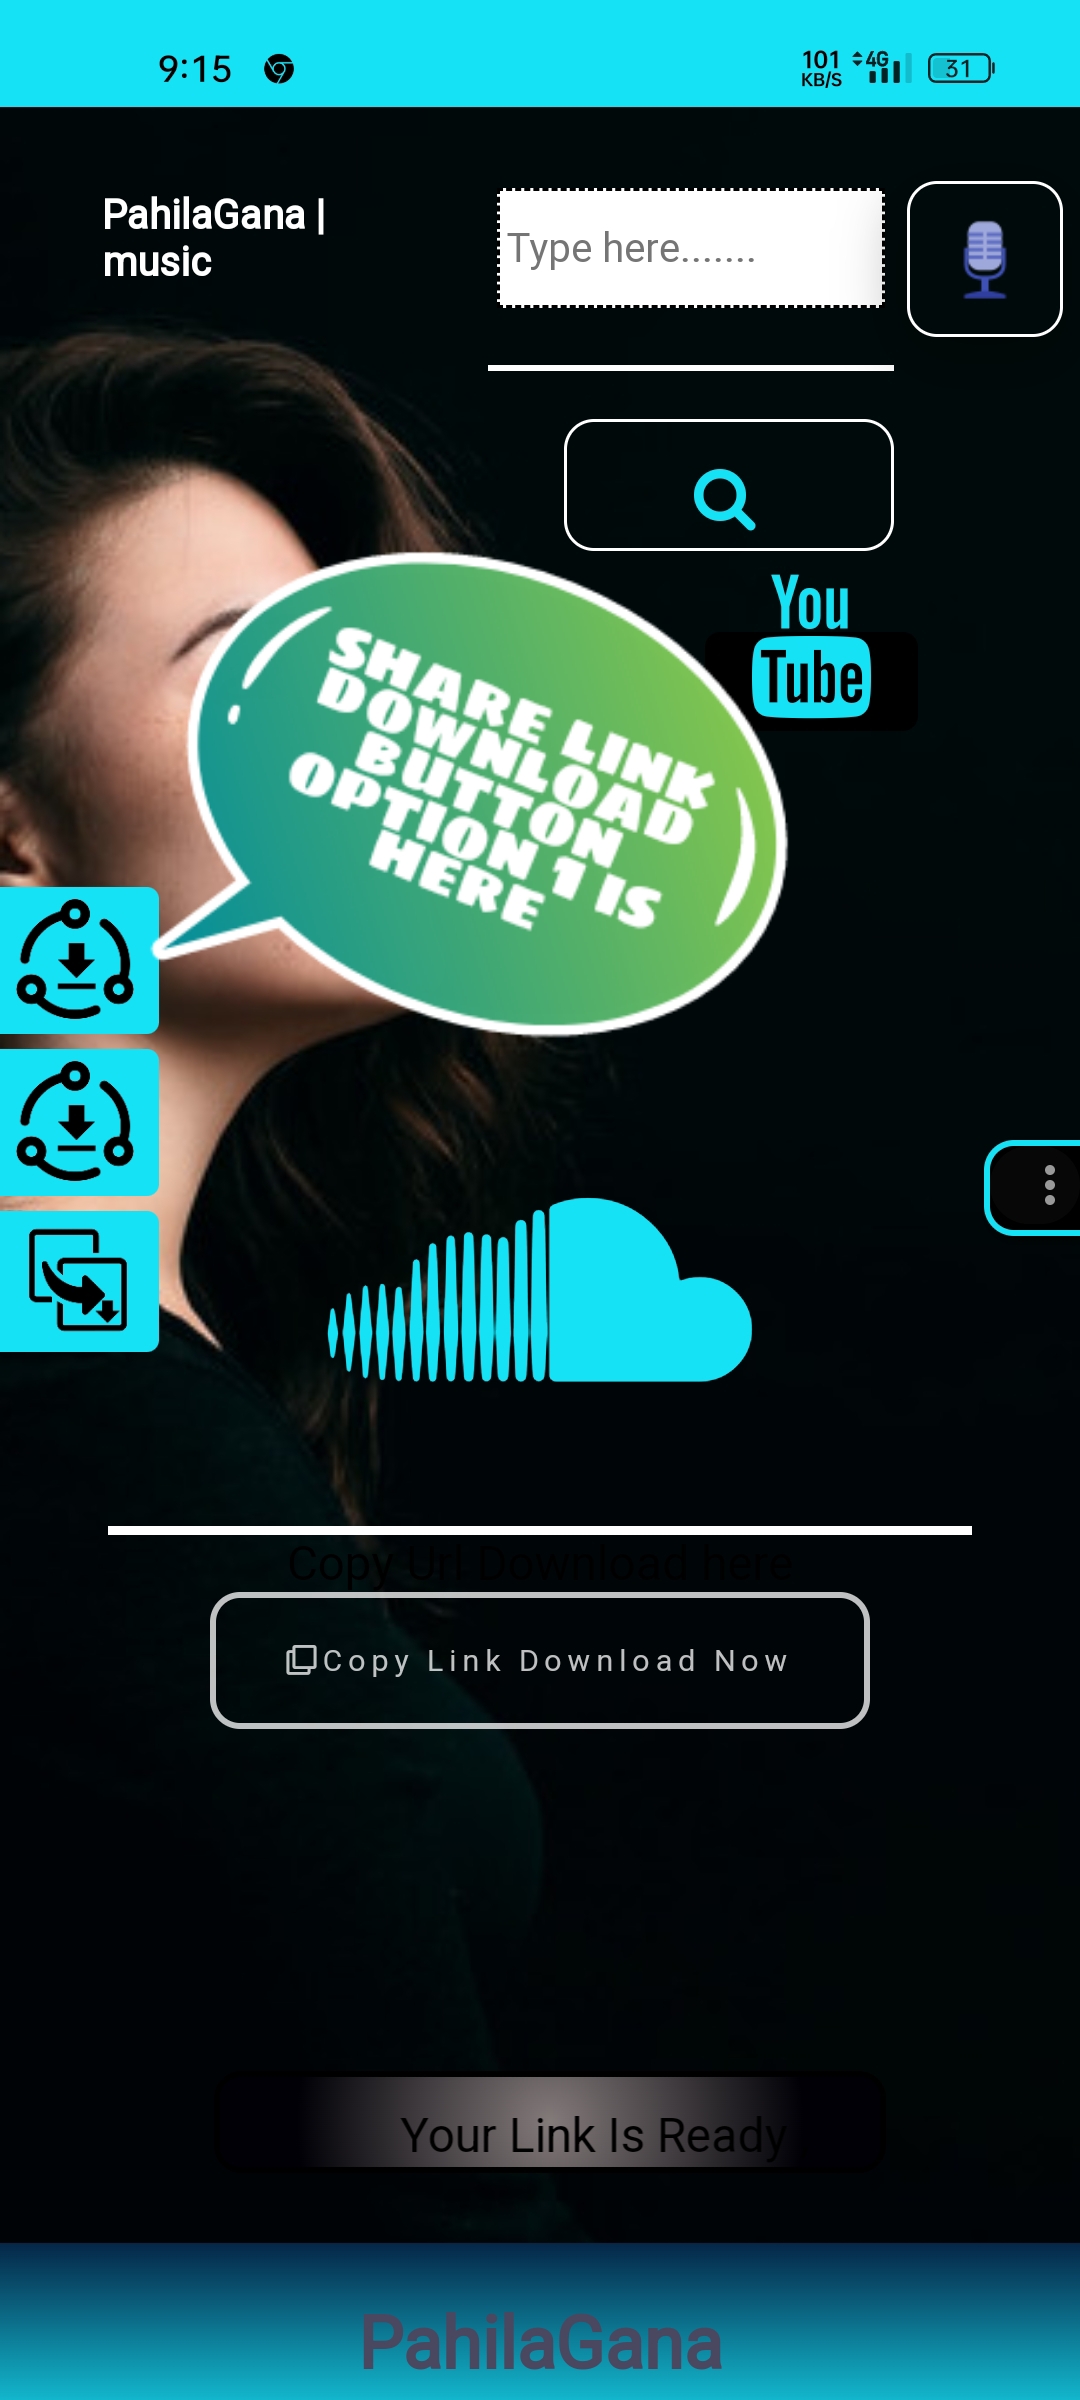 9:15
101
KB/S
4G
31
PahilaGana |
music
Type here.......
You
Tube
SHARE LINK
DOWNLOAD
BUTTON
OPTION 1 IS
HERE
Copy Url Download here
Copy Link Download Now
Your Link Is Ready
PahilaGana